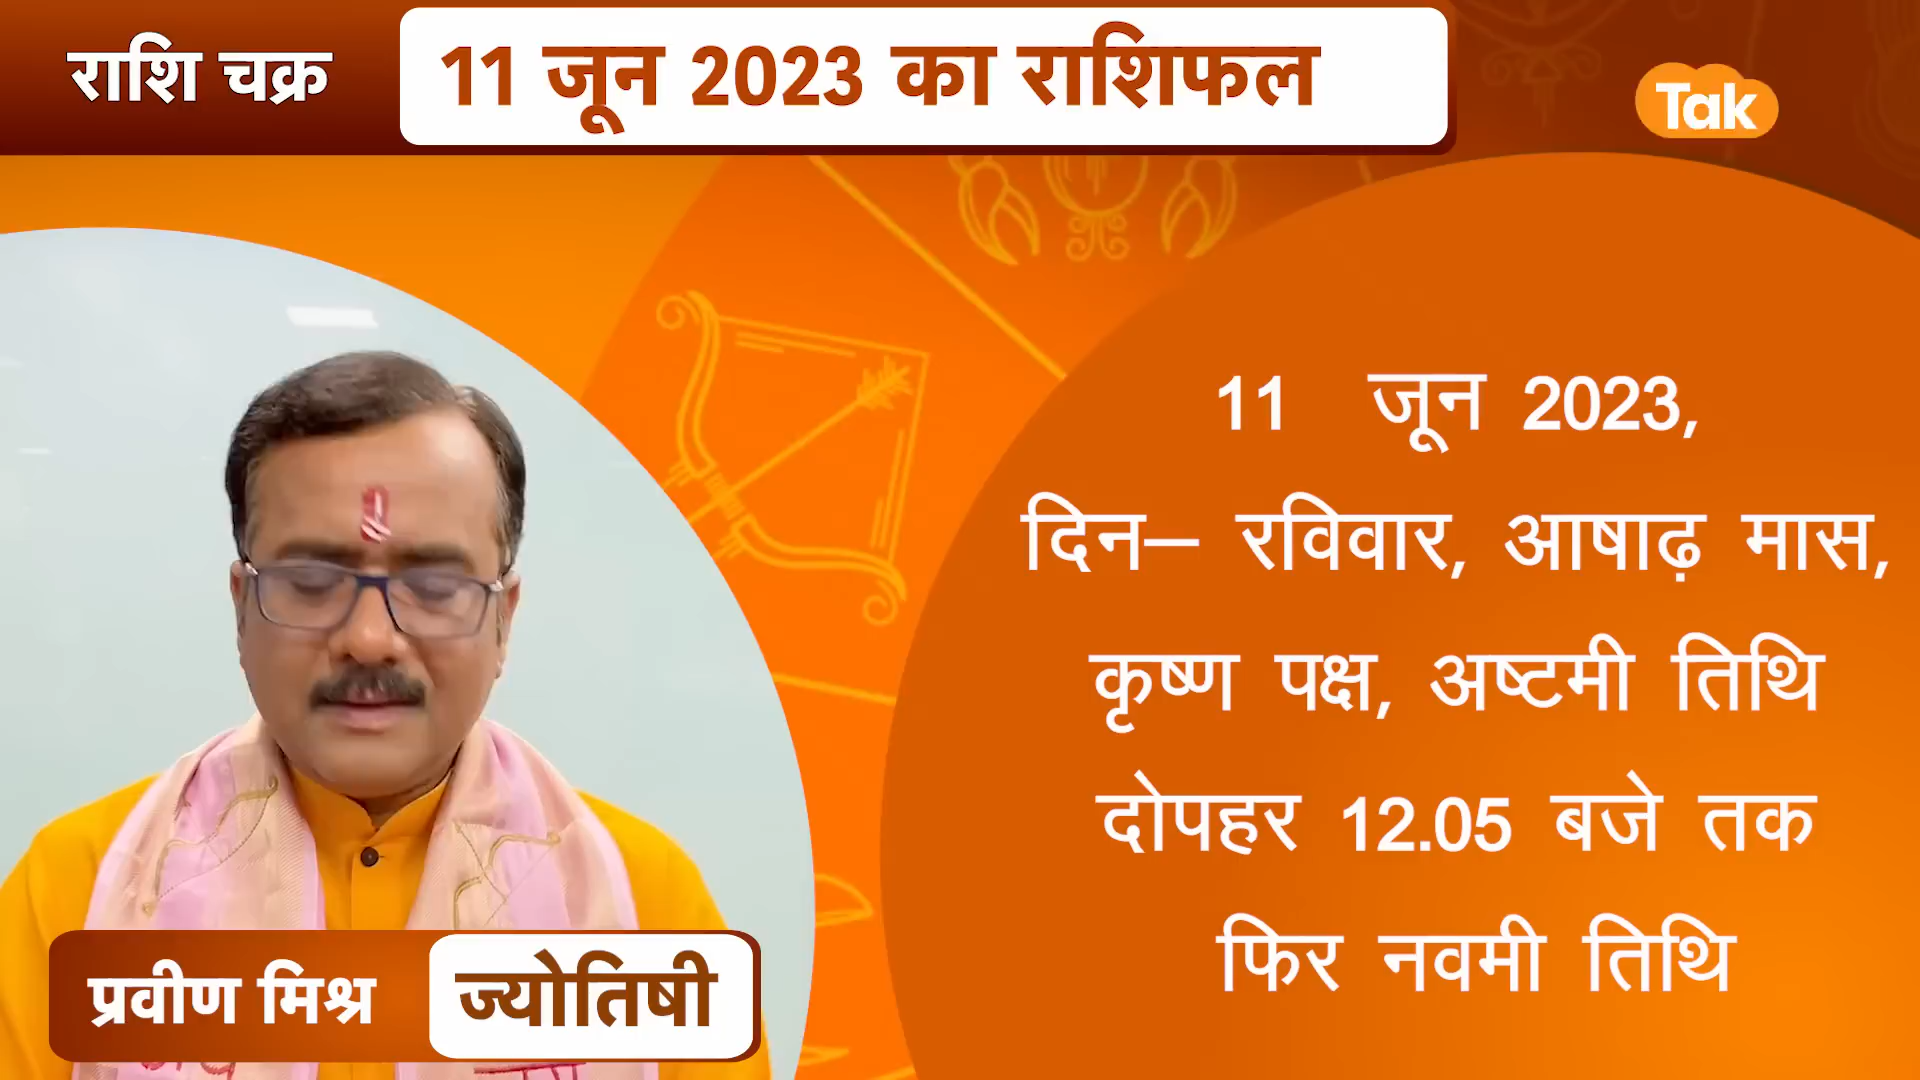 राशि चक्र
11 जून 2023 का राशिफल
Tak
11 जून 2023,
दिन– रविवार, आषाढ़ मास,
कृष्ण पक्ष, अष्टमी तिथि
दोपहर 12.05 बजे तक
फिर नवमी तिथि
प्रवीण मिश्र
ज्योतिषी